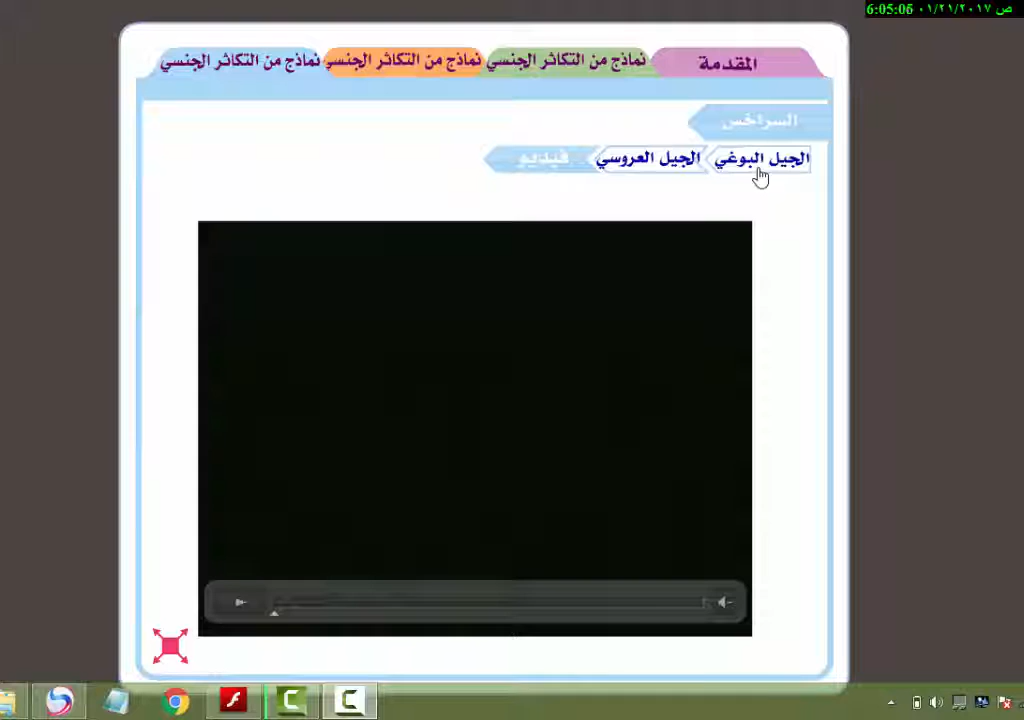 6:05:06 ص ٠١/٢١/٢٠١٧
المقدمة نماذج من التكاثر الجنسي نماذج من التكاثر الجنسي نماذج من التكاثر الجنسي
السراخس
الجيل البوغي الجيل العروسي فيديو